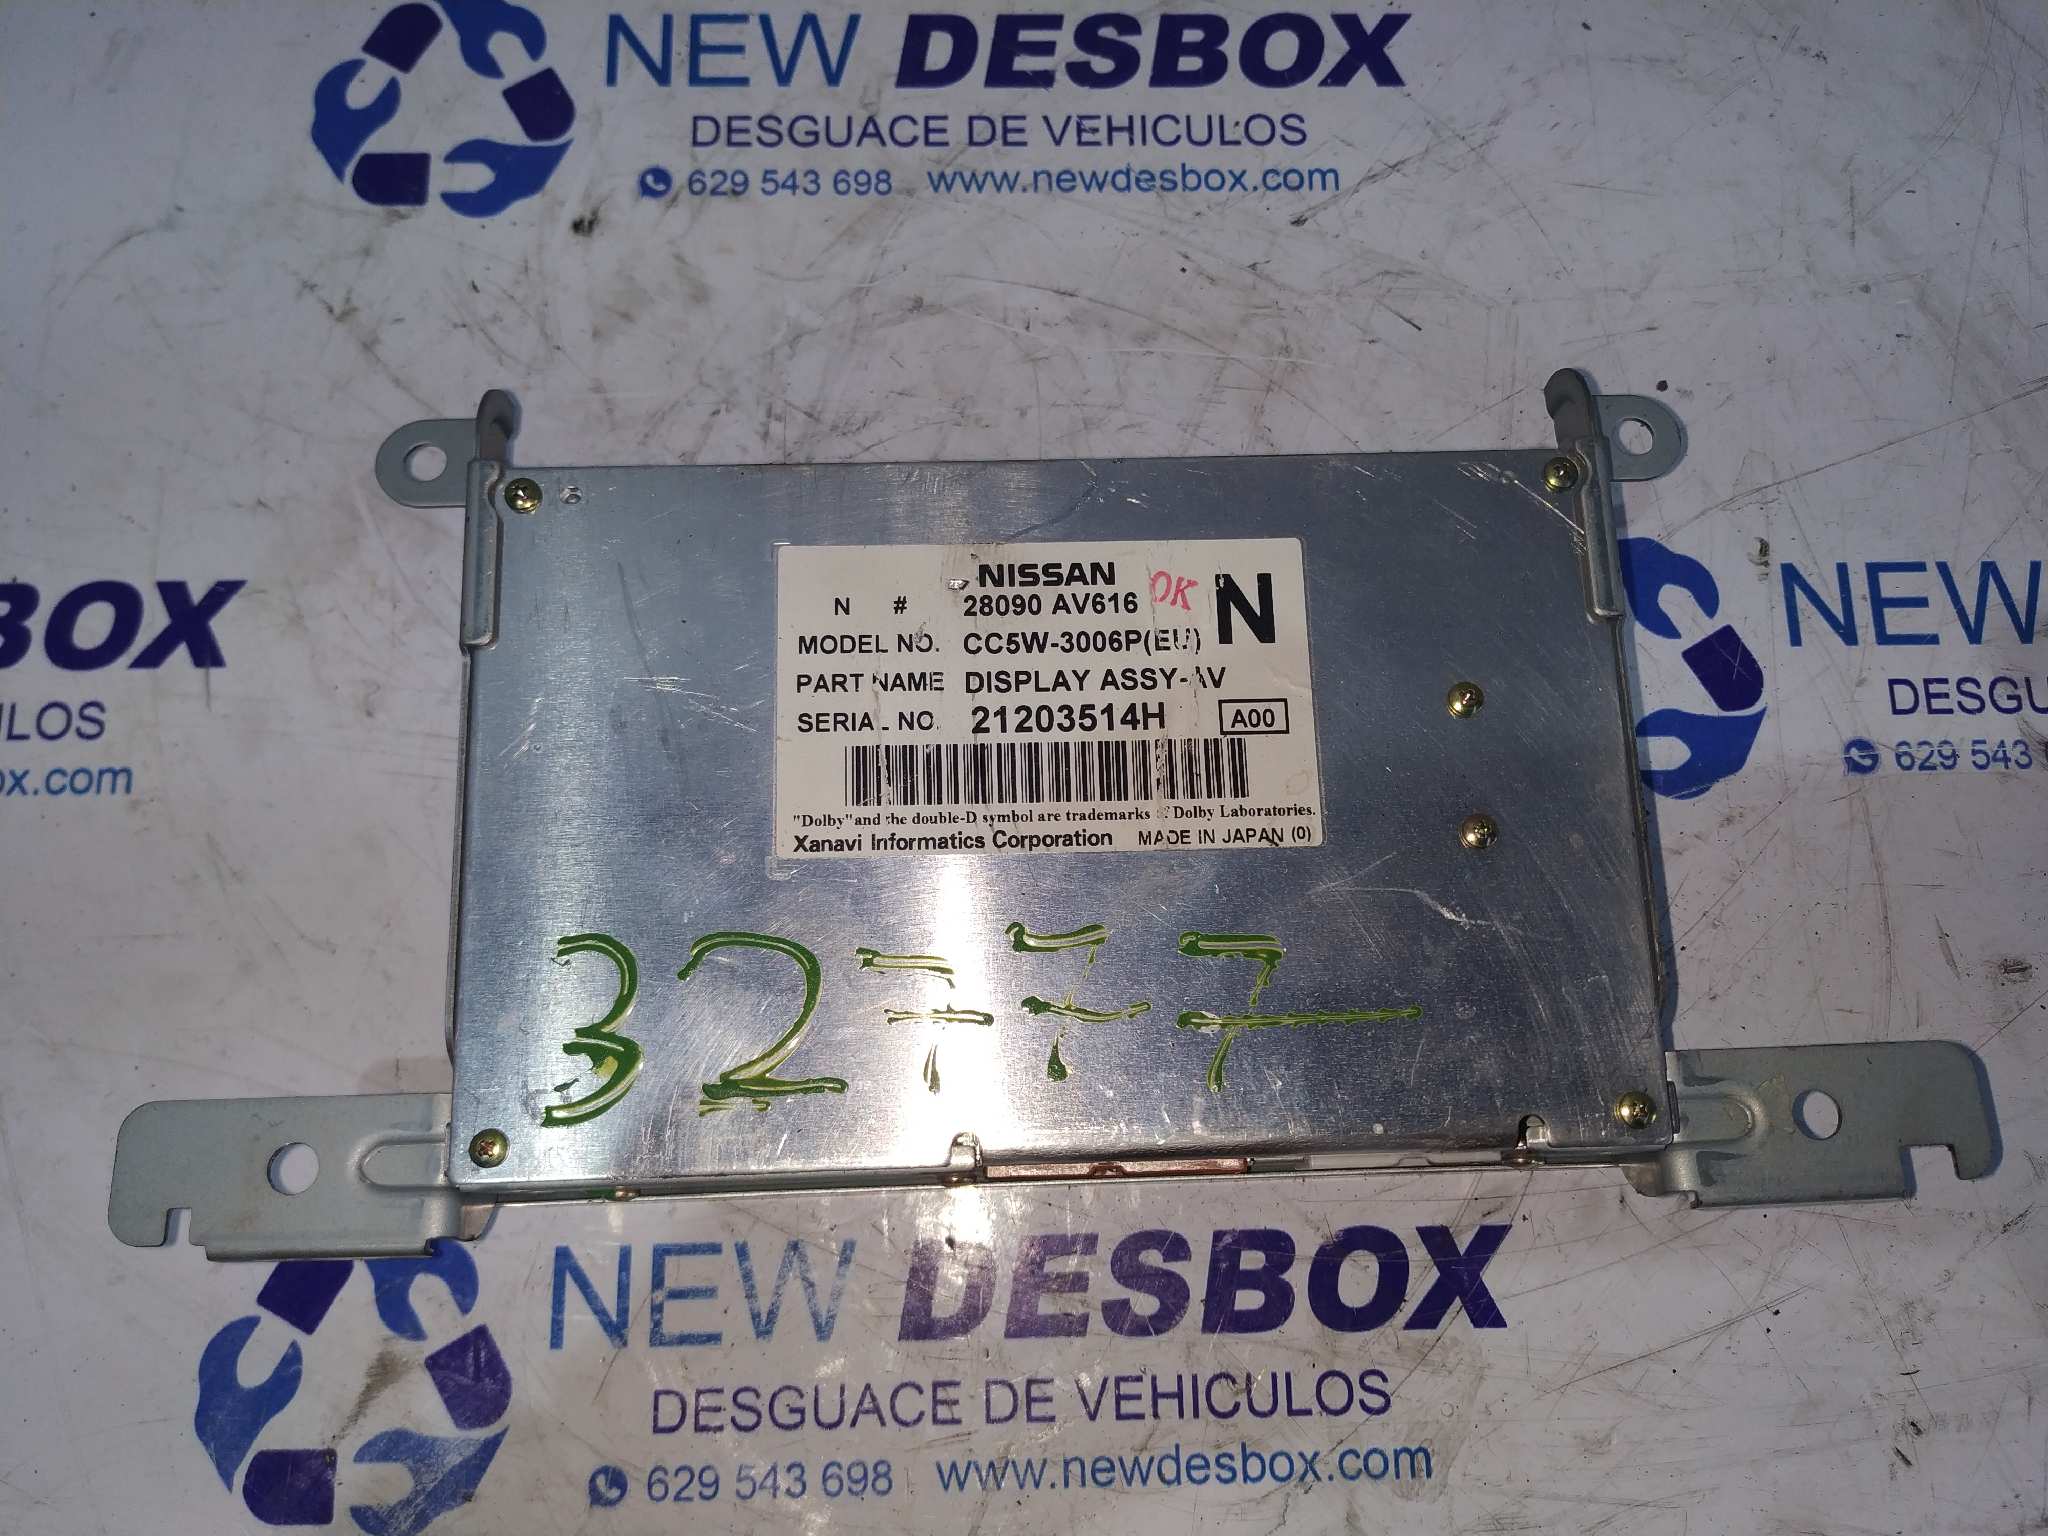 NEW DESBOX
DESGUACE DE VEHICULOS
629 543 698 www.newdesbox.com
NISSAN
OK
N
N # 28090 AV616
MODEL NO. CC5W-3006P(EU)
PART NAME DISPLAY ASSY-AV
SERIAL NO. 21203514H A00
"Dolby" and the double-D symbol are trademarks of Dolby Laboratories.
Xanavi Informatics Corporation MADE IN JAPAN (0)
32777
DESBOX
ULOS
ox.com
NEW
DESGU
629 543
NEW DESBOX
DESGUACE DE VEHICULOS
629 543 698 www.newdesbox.com